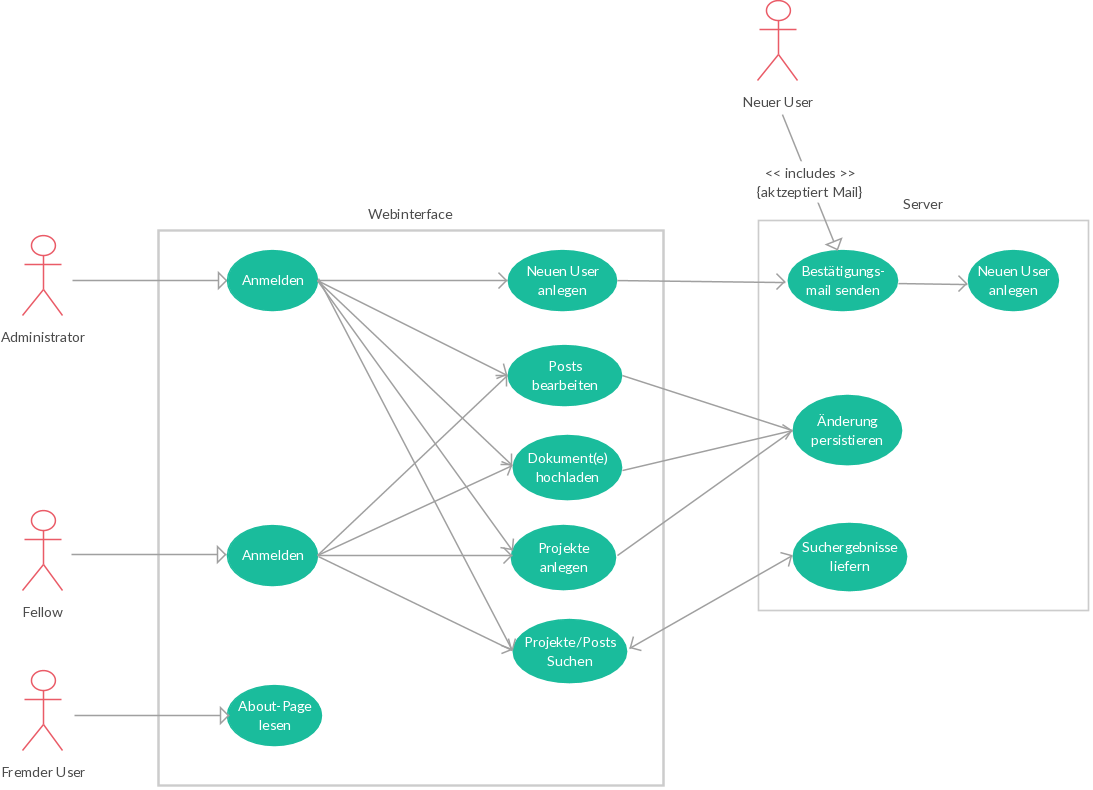 Neuer User
<< includes >>
{aktzeptiert Mail}
Server
Webinterface
Administrator
Anmelden
Neuen User
anlegen
Bestätigungs-
mail senden
Neuen User
anlegen
Posts
bearbeiten
Änderung
persistieren
Dokument(e)
hochladen
Fellow
Anmelden
Projekte
anlegen
Suchergebnisse
liefern
Projekte/Posts
Suchen
Fremder User
About-Page
lesen